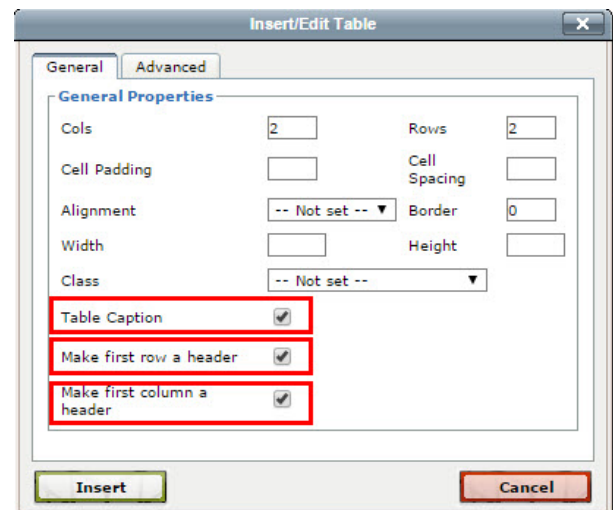 Insert/Edit Table
General Advanced
General Properties
Cols 2 Rows 2
Cell Padding Cell
Spacing
Alignment -- Not set -- Border 0
Width Height
Class -- Not set --
Table Caption
Make first row a header
Make first column a
header
Insert Cancel